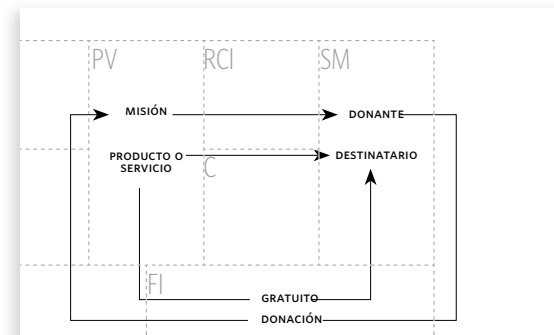 PV
RCI
SM
MISIÓN
DONANTE
PRODUCTO O
SERVICIO
DESTINATARIO
C
FI
GRATUITO
DONACIÓN